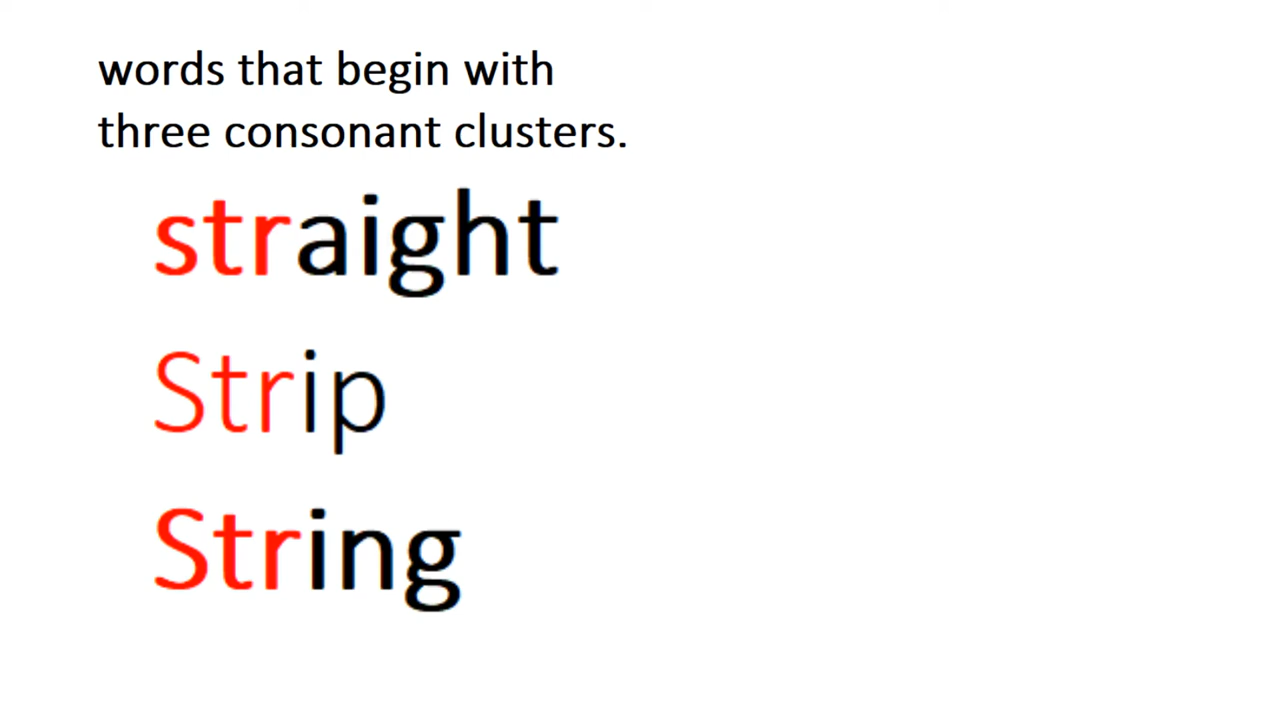 words that begin with
three consonant clusters.
straight
Strip
String